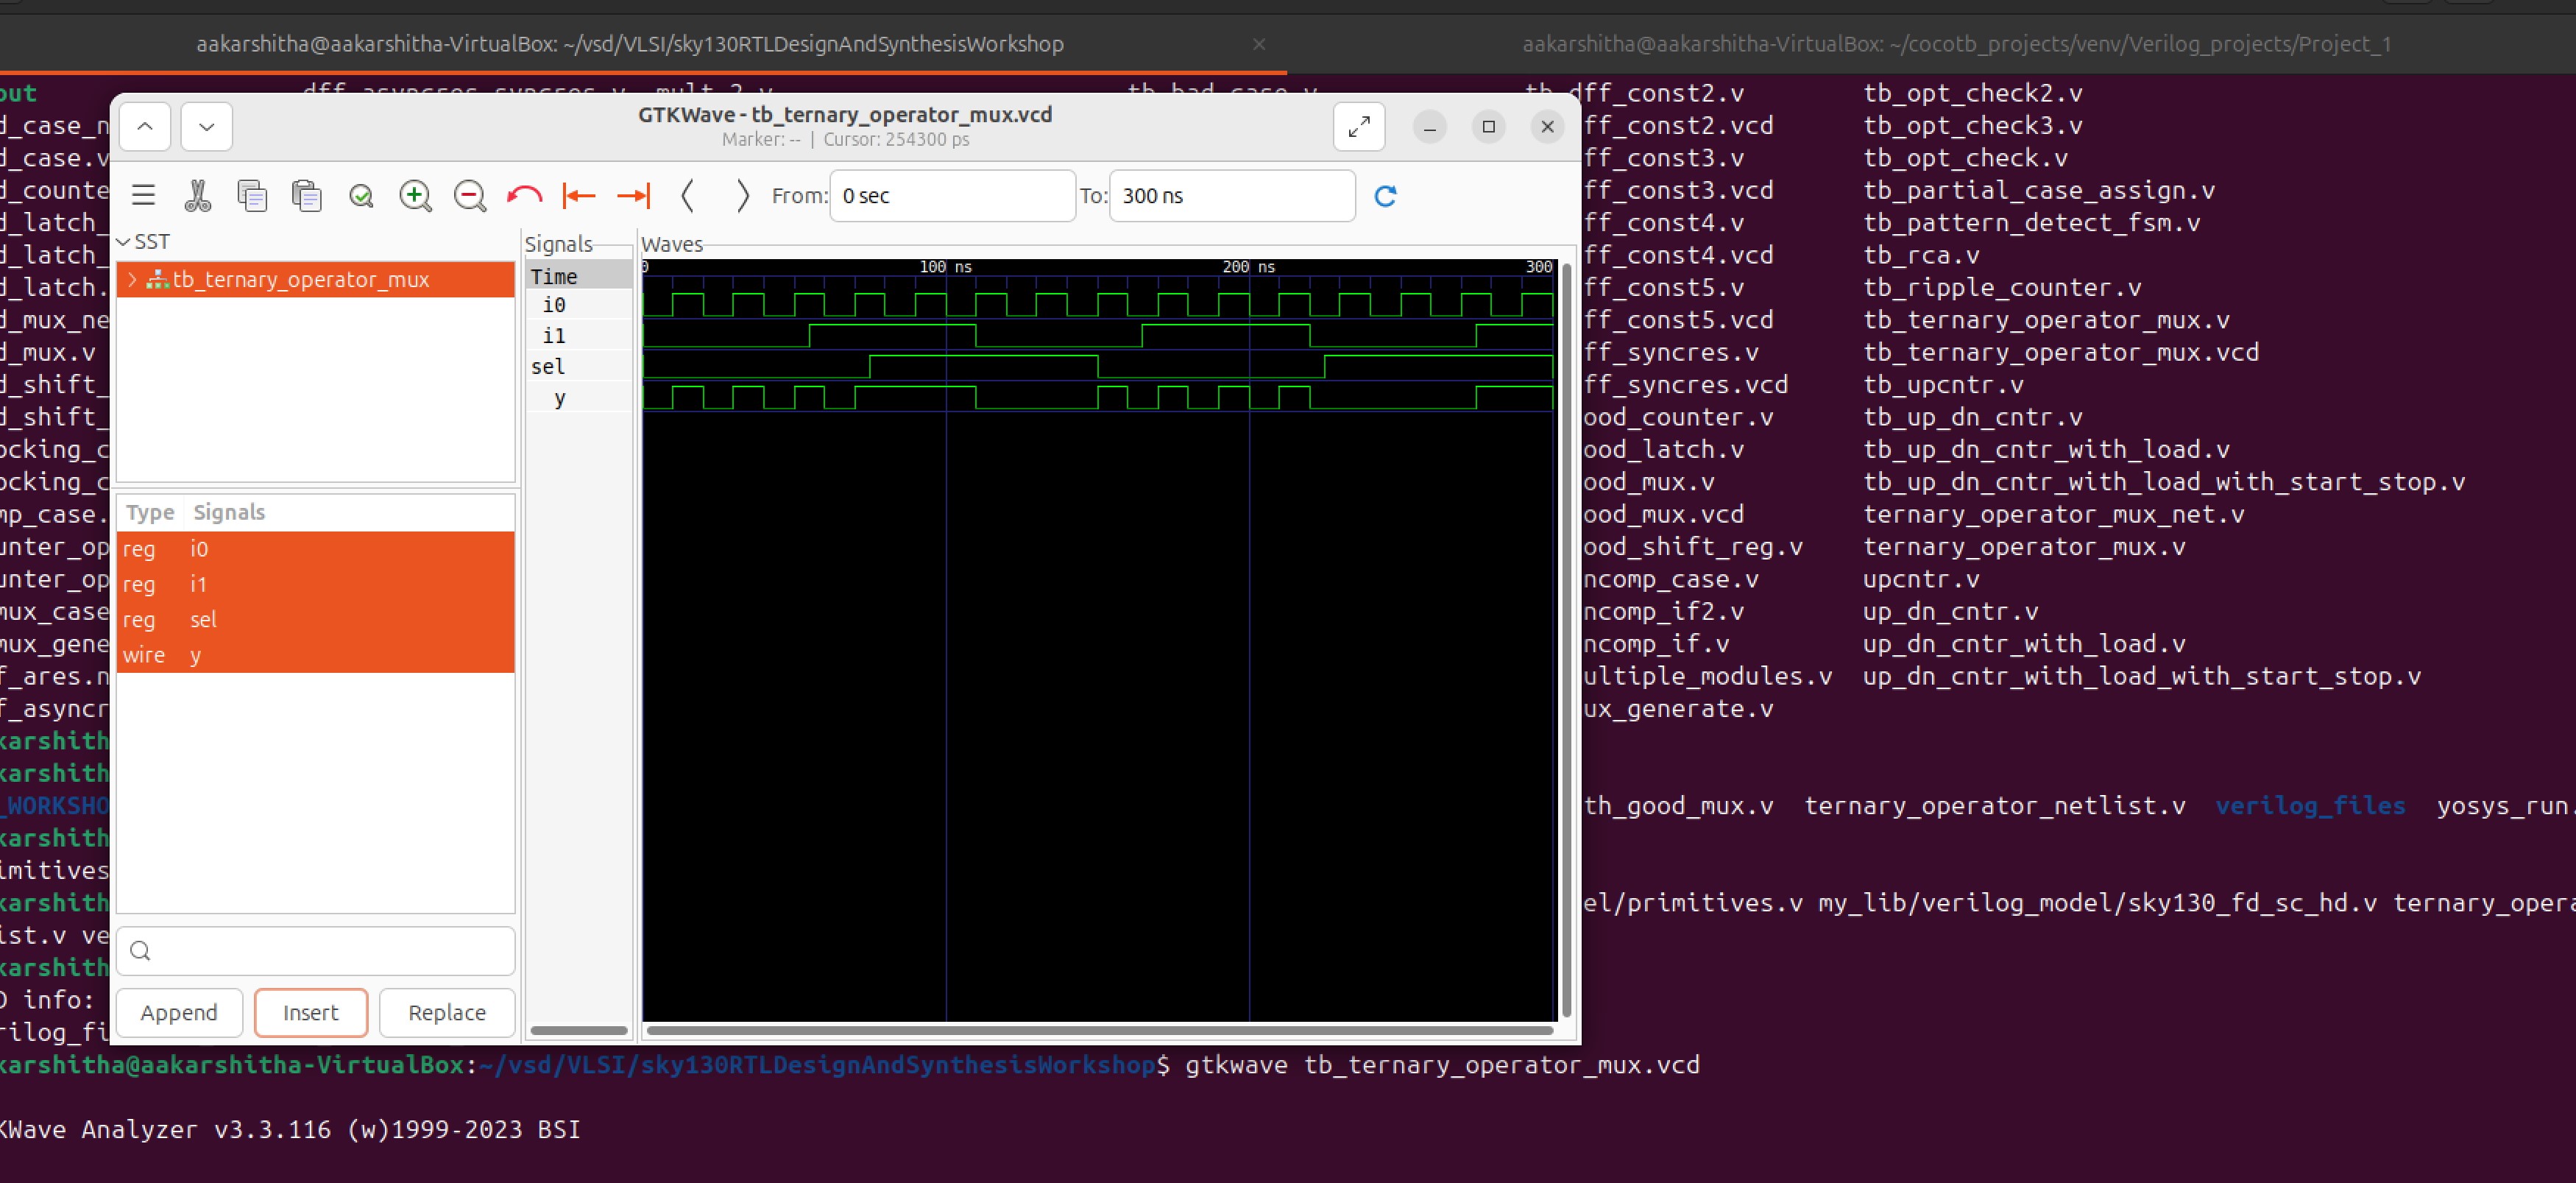 aakarshitha@aakarshitha-VirtualBox: ~/vsd/VLSI/sky130RTLDesignAndSynthesisWorkshop
aakarshitha@aakarshitha-VirtualBox: ~/cocotb_projects/venv/Verilog_projects/Project_1
GTKWave - tb_ternary_operator_mux.vcd
Marker: -- | Cursor: 254300 ps
From: 0 sec To: 300 ns
SST
tb_ternary_operator_mux
Type Signals
reg i0
reg i1
reg sel
wire y
Append Insert Replace
Signals
Time
i0
i1
sel
y
Waves
0 100 ns 200 ns 300
out dff_asyncres_syncres.v mult_2.v tb_bad_case.v tb_dff_const2.v tb_opt_check2.v
d_case_n ff_const2.vcd tb_opt_check3.v
d_case.v ff_const3.v tb_opt_check.v
d_counte ff_const3.vcd tb_partial_case_assign.v
d_latch_ ff_const4.v tb_pattern_detect_fsm.v
d_latch_ ff_const4.vcd tb_rca.v
d_latch. ff_const5.v tb_ripple_counter.v
d_mux_ne ff_const5.vcd tb_ternary_operator_mux.v
d_mux.v ff_syncres.v tb_ternary_operator_mux.vcd
d_shift_ ff_syncres.vcd tb_upcntr.v
d_shift_ ood_counter.v tb_up_dn_cntr.v
ocking_c ood_latch.v tb_up_dn_cntr_with_load.v
ocking_c ood_mux.v tb_up_dn_cntr_with_load_with_start_stop.v
mp_case. ood_mux.vcd ternary_operator_mux_net.v
unter_op ood_shift_reg.v ternary_operator_mux.v
unter_op ncomp_case.v upcntr.v
mux_case ncomp_if2.v up_dn_cntr.v
mux_gene ncomp_if.v up_dn_cntr_with_load.v
f_ares.n ultiple_modules.v up_dn_cntr_with_load_with_start_stop.v
f_asyncr ux_generate.v
karshith
karshith
_WORKSHO th_good_mux.v ternary_operator_netlist.v verilog_files yosys_run.
karshith
imitives
karshith el/primitives.v my_lib/verilog_model/sky130_fd_sc_hd.v ternary_opera
ist.v ve
karshith
D info:
rilog_fi
karshitha@aakarshitha-VirtualBox:~/vsd/VLSI/sky130RTLDesignAndSynthesisWorkshop$ gtkwave tb_ternary_operator_mux.vcd
KWave Analyzer v3.3.116 (w)1999-2023 BSI